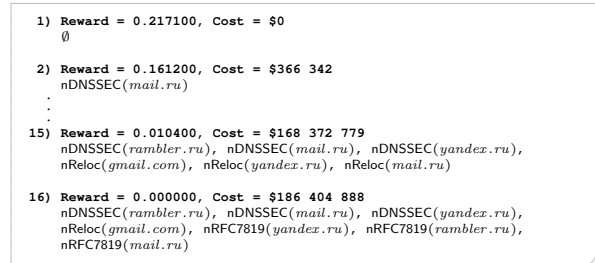 1) Reward = 0.217100, Cost = $0
∅
2) Reward = 0.161200, Cost = $366 342
nDNSSEC(mail.ru)
.
.
.
15) Reward = 0.010400, Cost = $168 372 779
nDNSSEC(rambler.ru), nDNSSEC(mail.ru), nDNSSEC(yandex.ru),
nReloc(gmail.com), nReloc(yandex.ru), nReloc(mail.ru)
16) Reward = 0.000000, Cost = $186 404 888
nDNSSEC(rambler.ru), nDNSSEC(mail.ru), nDNSSEC(yandex.ru),
nReloc(gmail.com), nRFC7819(yandex.ru), nRFC7819(rambler.ru),
nRFC7819(mail.ru)